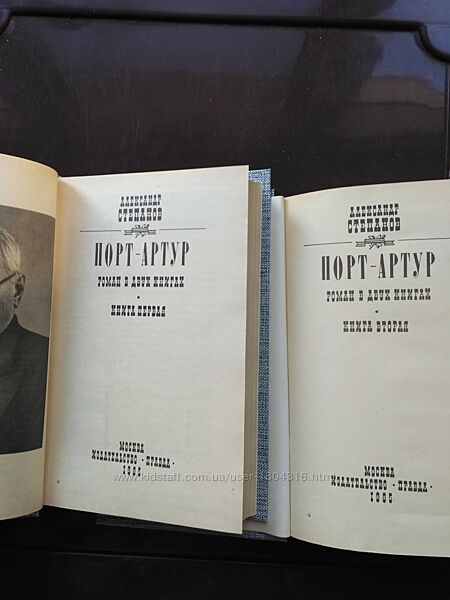 АЛЕКСАНДР
СТЕПАНОВ
ПОРТ-АРТУР
РОМАН В ДВУХ КНИГАХ
•
КНИГА ПЕРВАЯ
МОСКВА
ИЗДАТЕЛЬСТВО «ПРАВДА»
АЛЕКСАНДР
СТЕПАНОВ
ПОРТ-АРТУР
РОМАН В ДВУХ КНИГАХ
•
КНИГА ВТОРАЯ
МОСКВА
ИЗДАТЕЛЬСТВО «ПРАВДА»